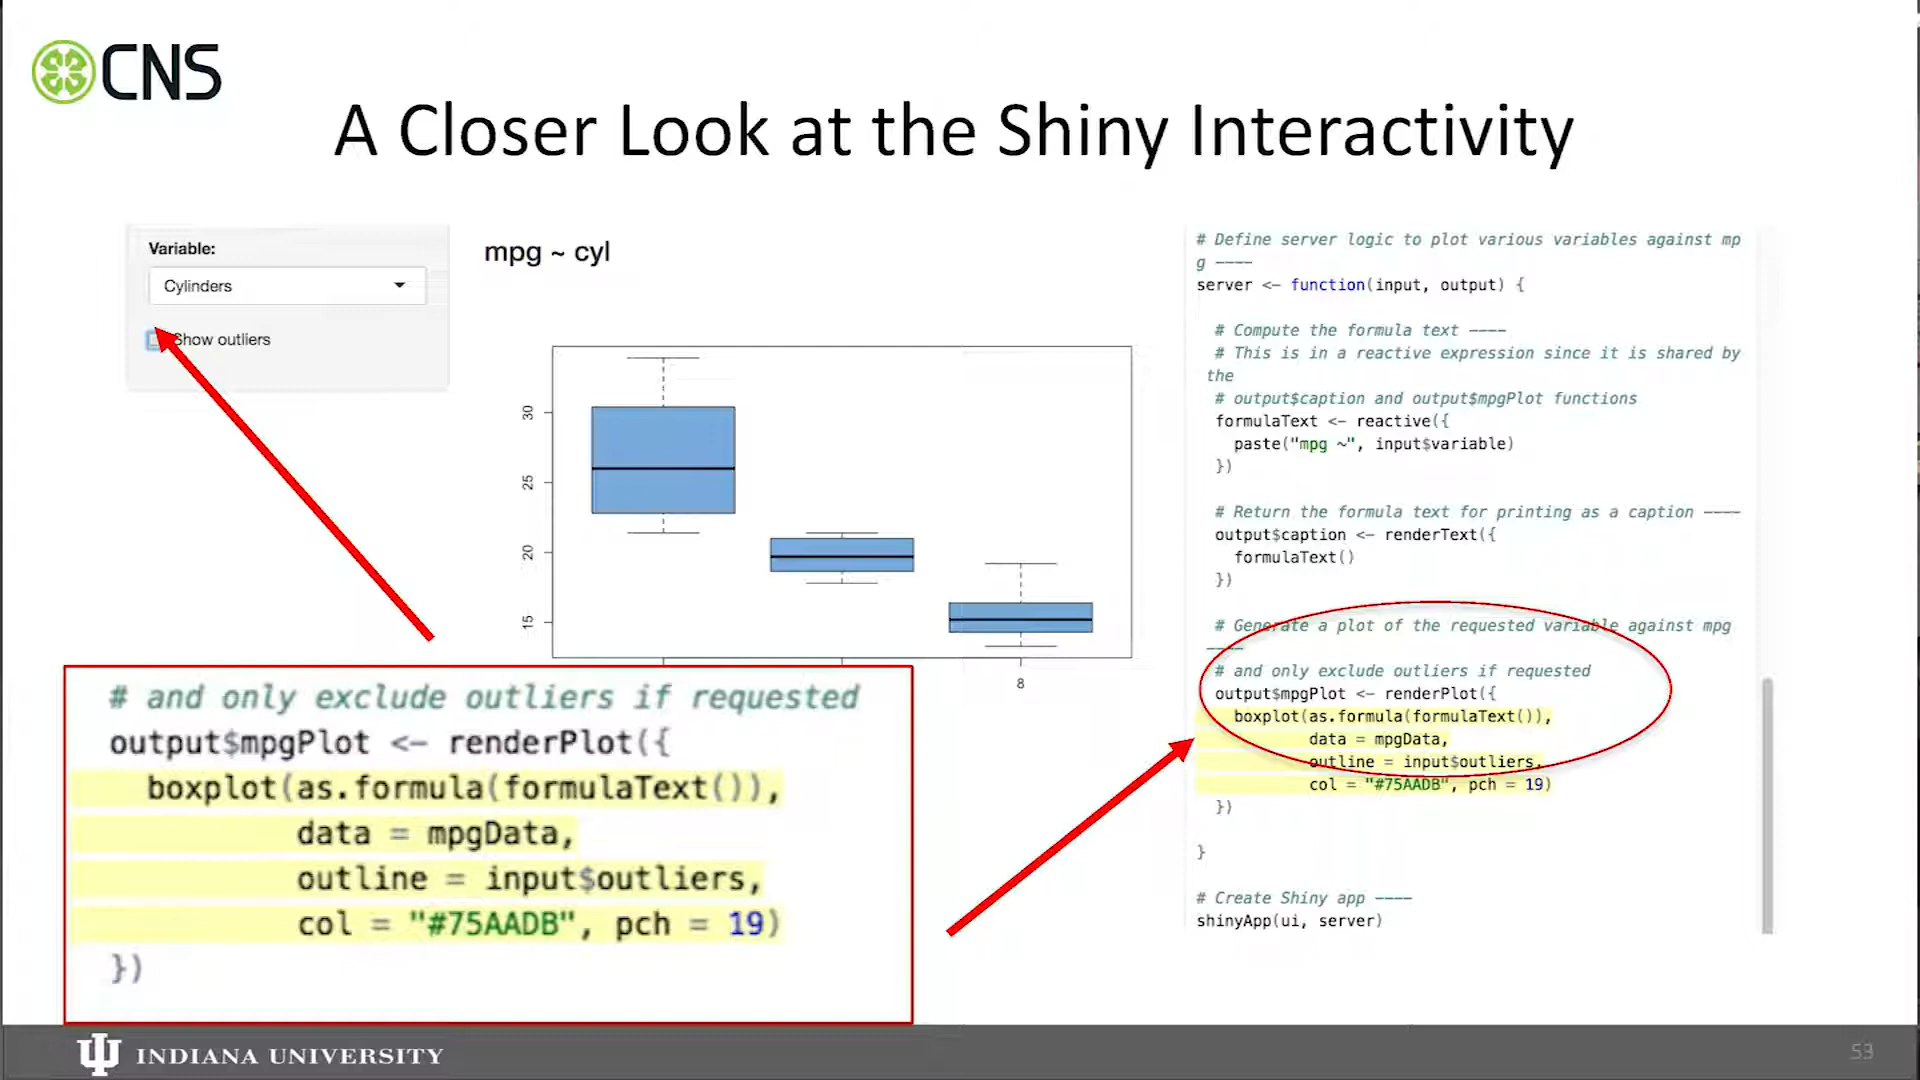 CNS
A Closer Look at the Shiny Interactivity
Variable:
Cylinders
Show outliers
mpg ~ cyl
30
25
20
15
8
# and only exclude outliers if requested
output$mpgPlot <- renderPlot({
boxplot(as.formula(formulaText()),
data = mpgData,
outline = input$outliers,
col = "#75AADB", pch = 19)
})
# Define server logic to plot various variables against mp
g ----
server <- function(input, output) {
# Compute the formula text ----
# This is in a reactive expression since it is shared by
the
# output$caption and output$mpgPlot functions
formulaText <- reactive({
paste("mpg ~", input$variable)
})
# Return the formula text for printing as a caption ----
output$caption <- renderText({
formulaText()
})
# Generate a plot of the requested variable against mpg
----
# and only exclude outliers if requested
output$mpgPlot <- renderPlot({
boxplot(as.formula(formulaText()),
data = mpgData,
outline = input$outliers,
col = "#75AADB", pch = 19)
})
}
# Create Shiny app ----
shinyApp(ui, server)
INDIANA UNIVERSITY
53